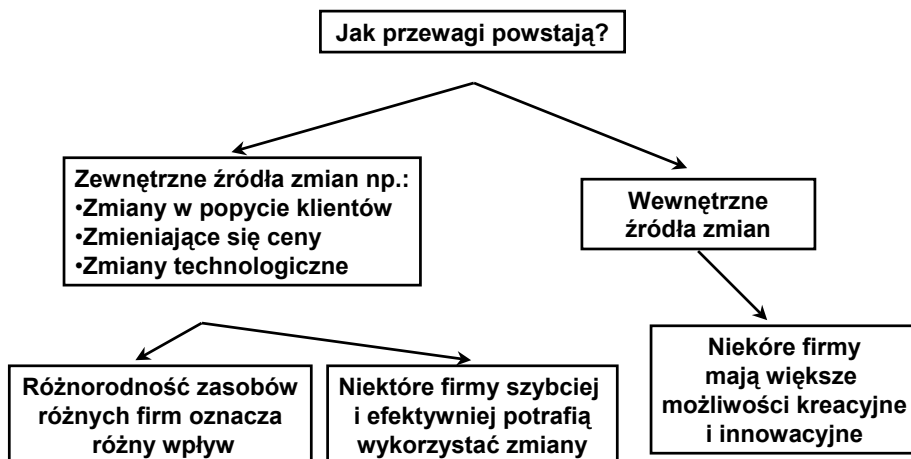 Jak przewagi powstają?
Zewnętrzne źródła zmian np.:
•Zmiany w popycie klientów
•Zmieniające się ceny
•Zmiany technologiczne
Wewnętrzne
źródła zmian
Różnorodność zasobów
różnych firm oznacza
różny wpływ
Niektóre firmy szybciej
i efektywniej potrafią
wykorzystać zmiany
Niekóre firmy
mają większe
możliwości kreacyjne
i innowacyjne